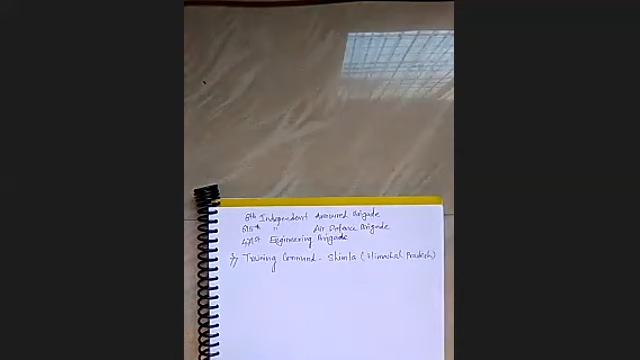 6th Independent Armoured Brigade
615th " Air Defence Brigade
471st Engineering Brigade
7) Training Command - Shimla (Himachal Pradesh)